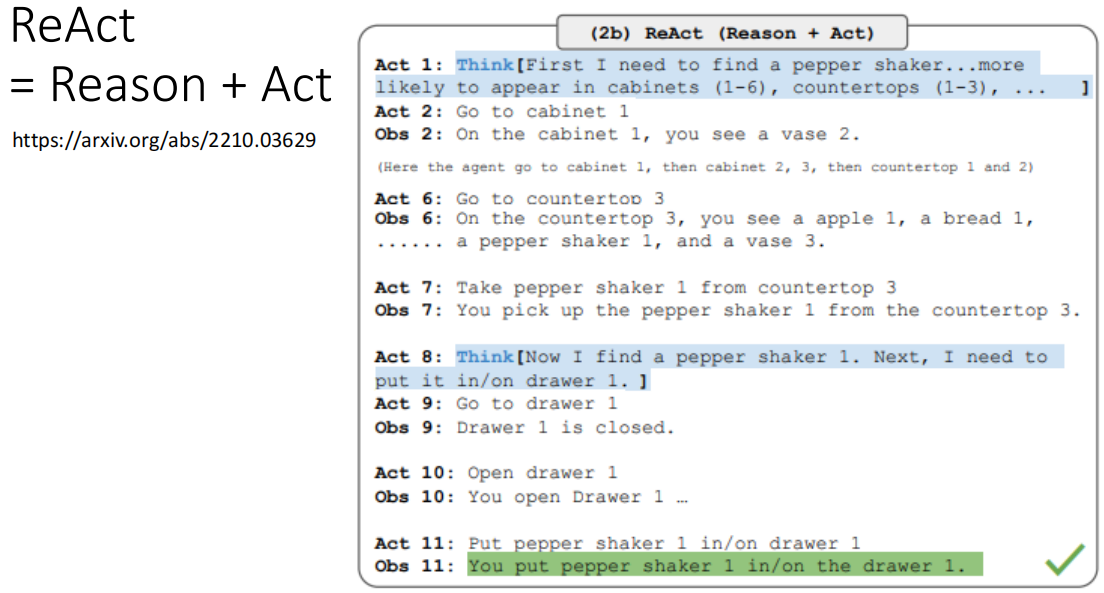 ReAct
= Reason + Act
https://arxiv.org/abs/2210.03629
(2b) ReAct (Reason + Act)
Act 1: Think[First I need to find a pepper shaker...more
likely to appear in cabinets (1-6), countertops (1-3), ... ]
Act 2: Go to cabinet 1
Obs 2: On the cabinet 1, you see a vase 2.
(Here the agent go to cabinet 1, then cabinet 2, 3, then countertop 1 and 2)
Act 6: Go to countertop 3
Obs 6: On the countertop 3, you see a apple 1, a bread 1,
...... a pepper shaker 1, and a vase 3.
Act 7: Take pepper shaker 1 from countertop 3
Obs 7: You pick up the pepper shaker 1 from the countertop 3.
Act 8: Think[Now I find a pepper shaker 1. Next, I need to
put it in/on drawer 1. ]
Act 9: Go to drawer 1
Obs 9: Drawer 1 is closed.
Act 10: Open drawer 1
Obs 10: You open Drawer 1 …
Act 11: Put pepper shaker 1 in/on drawer 1
Obs 11: You put pepper shaker 1 in/on the drawer 1.